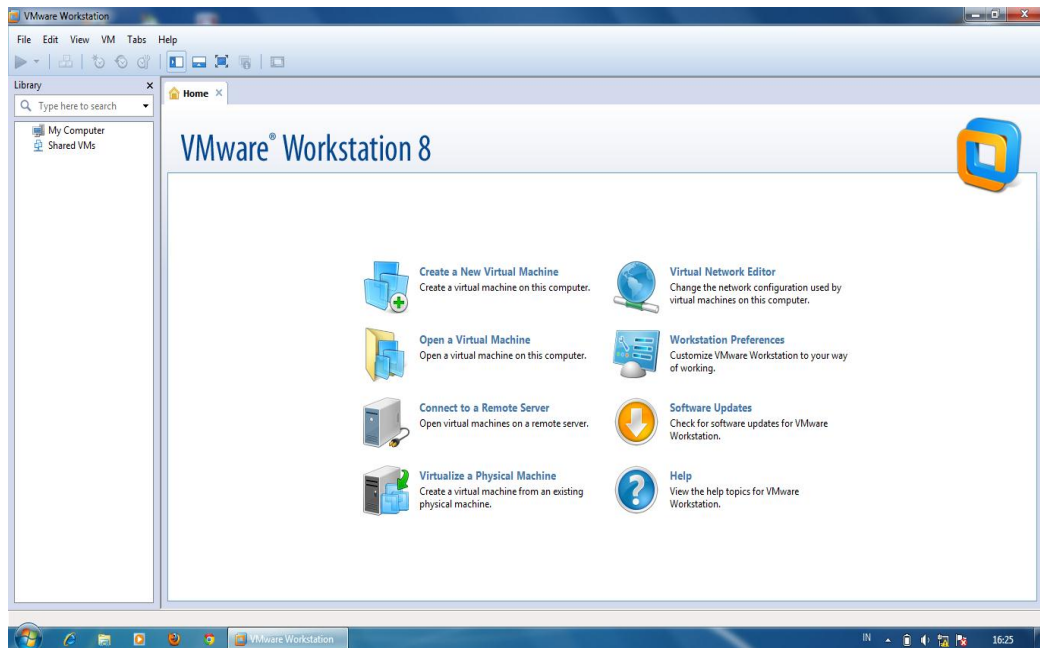 VMware Workstation
File Edit View VM Tabs Help
Library
Type here to search
My Computer
Shared VMs
Home
VMware® Workstation 8
Create a New Virtual Machine
Create a virtual machine on this computer.
Open a Virtual Machine
Open a virtual machine on this computer.
Connect to a Remote Server
Open virtual machines on a remote server.
Virtualize a Physical Machine
Create a virtual machine from an existing
physical machine.
Virtual Network Editor
Change the network configuration used by
virtual machines on this computer.
Workstation Preferences
Customize VMware Workstation to your way
of working.
Software Updates
Check for software updates for VMware
Workstation.
Help
View the help topics for VMware
Workstation.
VMware Workstation
IN
16:25